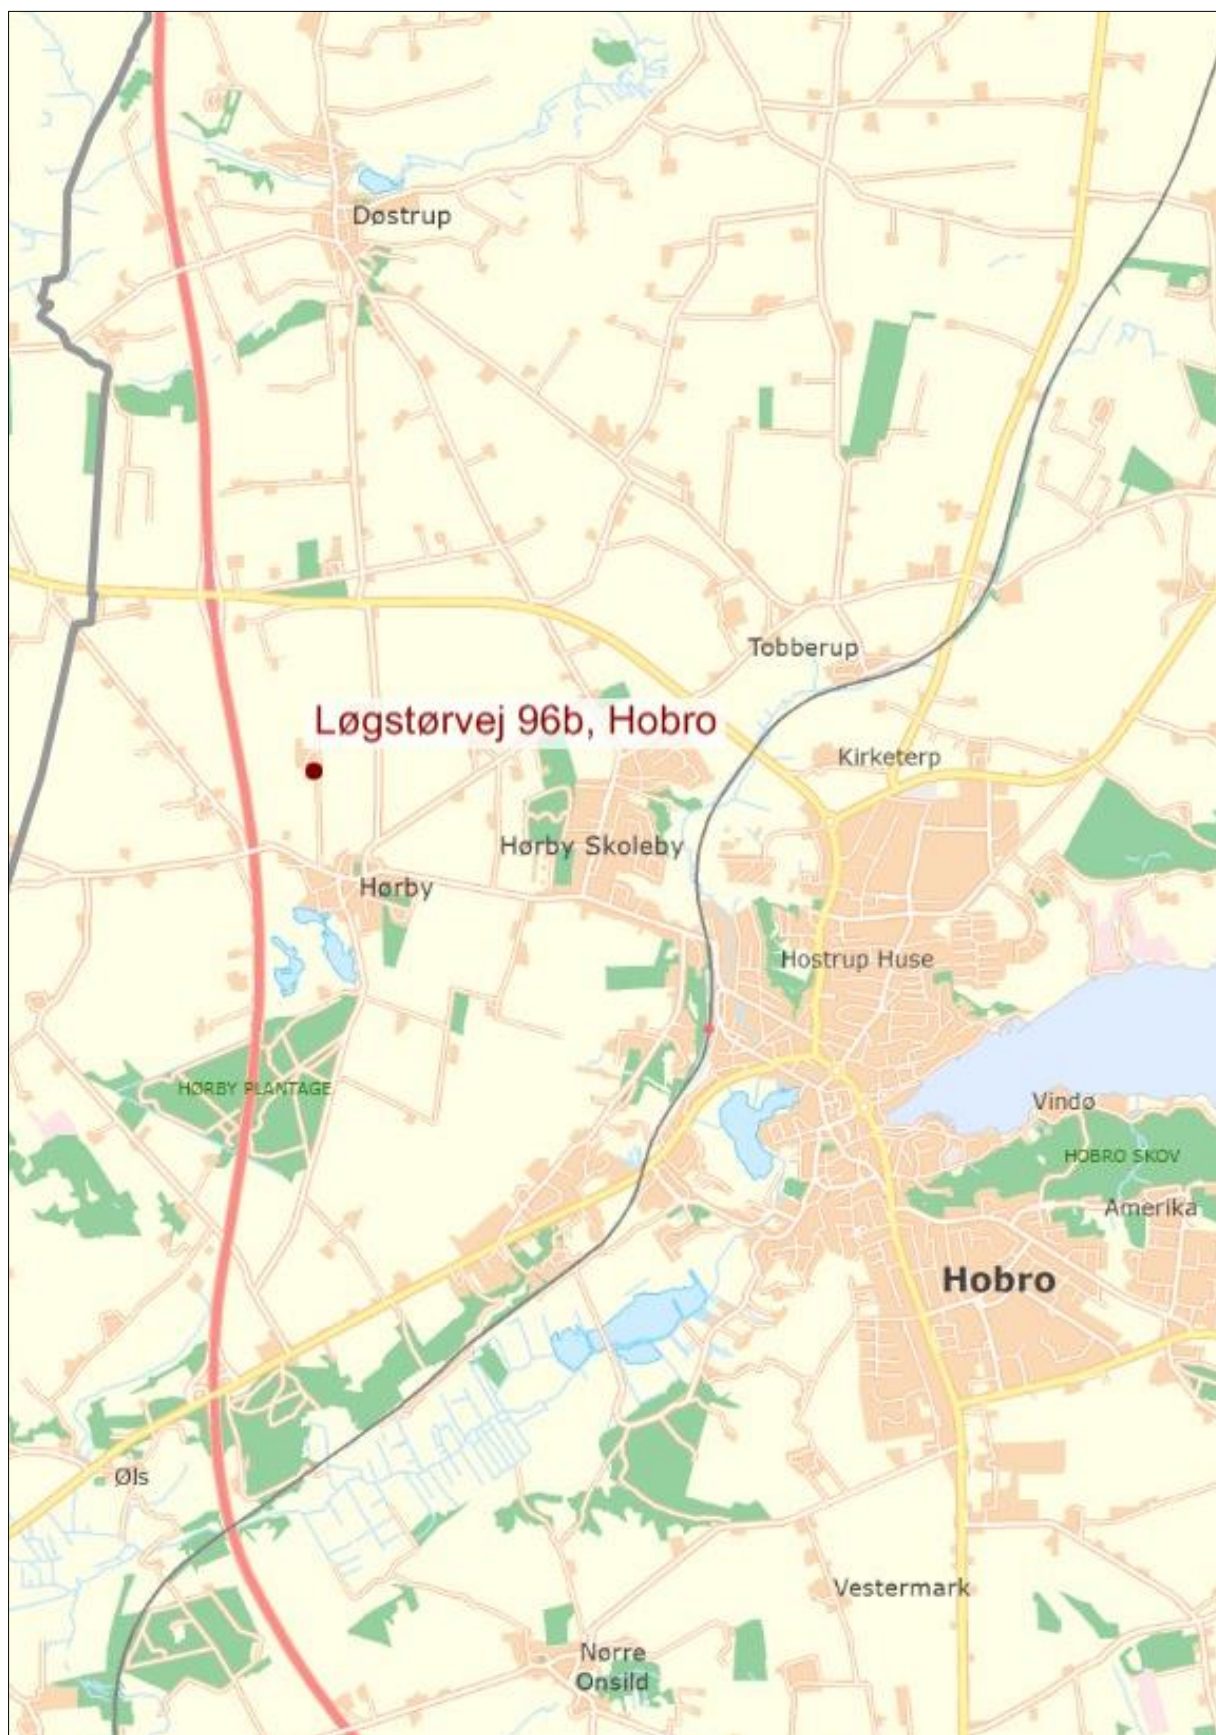 Døstrup
Tobberup
Løgstørvej 96b, Hobro
Kirketerp
Hørby Skoleby
Hørby
Hostrup Huse
HØRBY PLANTAGE
Vindø
HOBRO SKOV
Amerika
Hobro
Øls
Vestermark
Nørre
Onsild